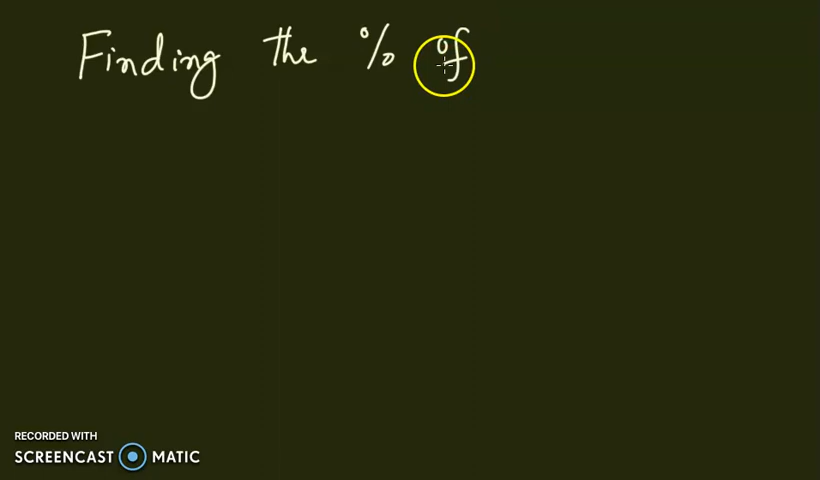 Finding the % of
RECORDED WITH
SCREENCAST MATIC